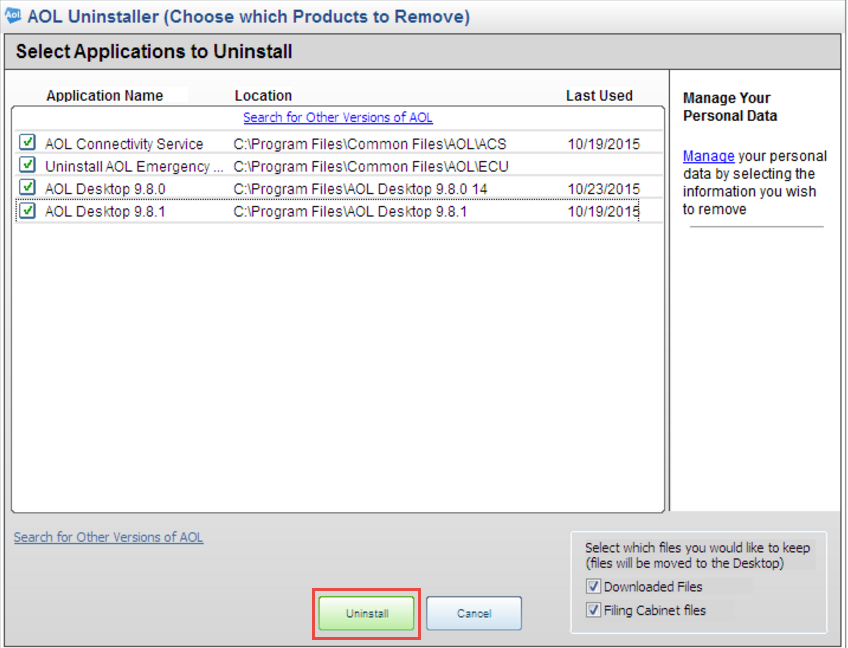 AOL Uninstaller (Choose which Products to Remove)
Select Applications to Uninstall
Application Name Location Last Used
Search for Other Versions of AOL
AOL Connectivity Service C:\Program Files\Common Files\AOL\ACS 10/19/2015
Uninstall AOL Emergency ... C:\Program Files\Common Files\AOL\ECU
AOL Desktop 9.8.0 C:\Program Files\AOL Desktop 9.8.0 14 10/23/2015
AOL Desktop 9.8.1 C:\Program Files\AOL Desktop 9.8.1 10/19/2015
Manage Your
Personal Data
Manage your personal
data by selecting the
information you wish
to remove
Search for Other Versions of AOL
Select which files you would like to keep
(files will be moved to the Desktop)
Downloaded Files
Filing Cabinet files
Uninstall Cancel